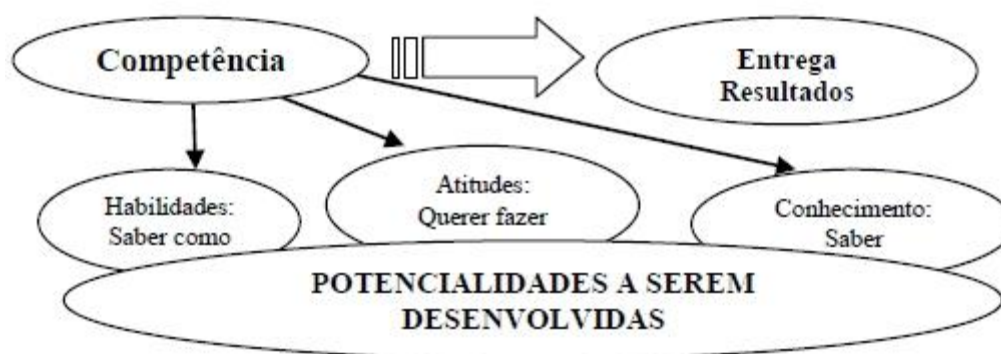 Competência
Entrega
Resultados
Habilidades:
Saber como
Atitudes:
Querer fazer
Conhecimento:
Saber
POTENCIALIDADES A SEREM
DESENVOLVIDAS